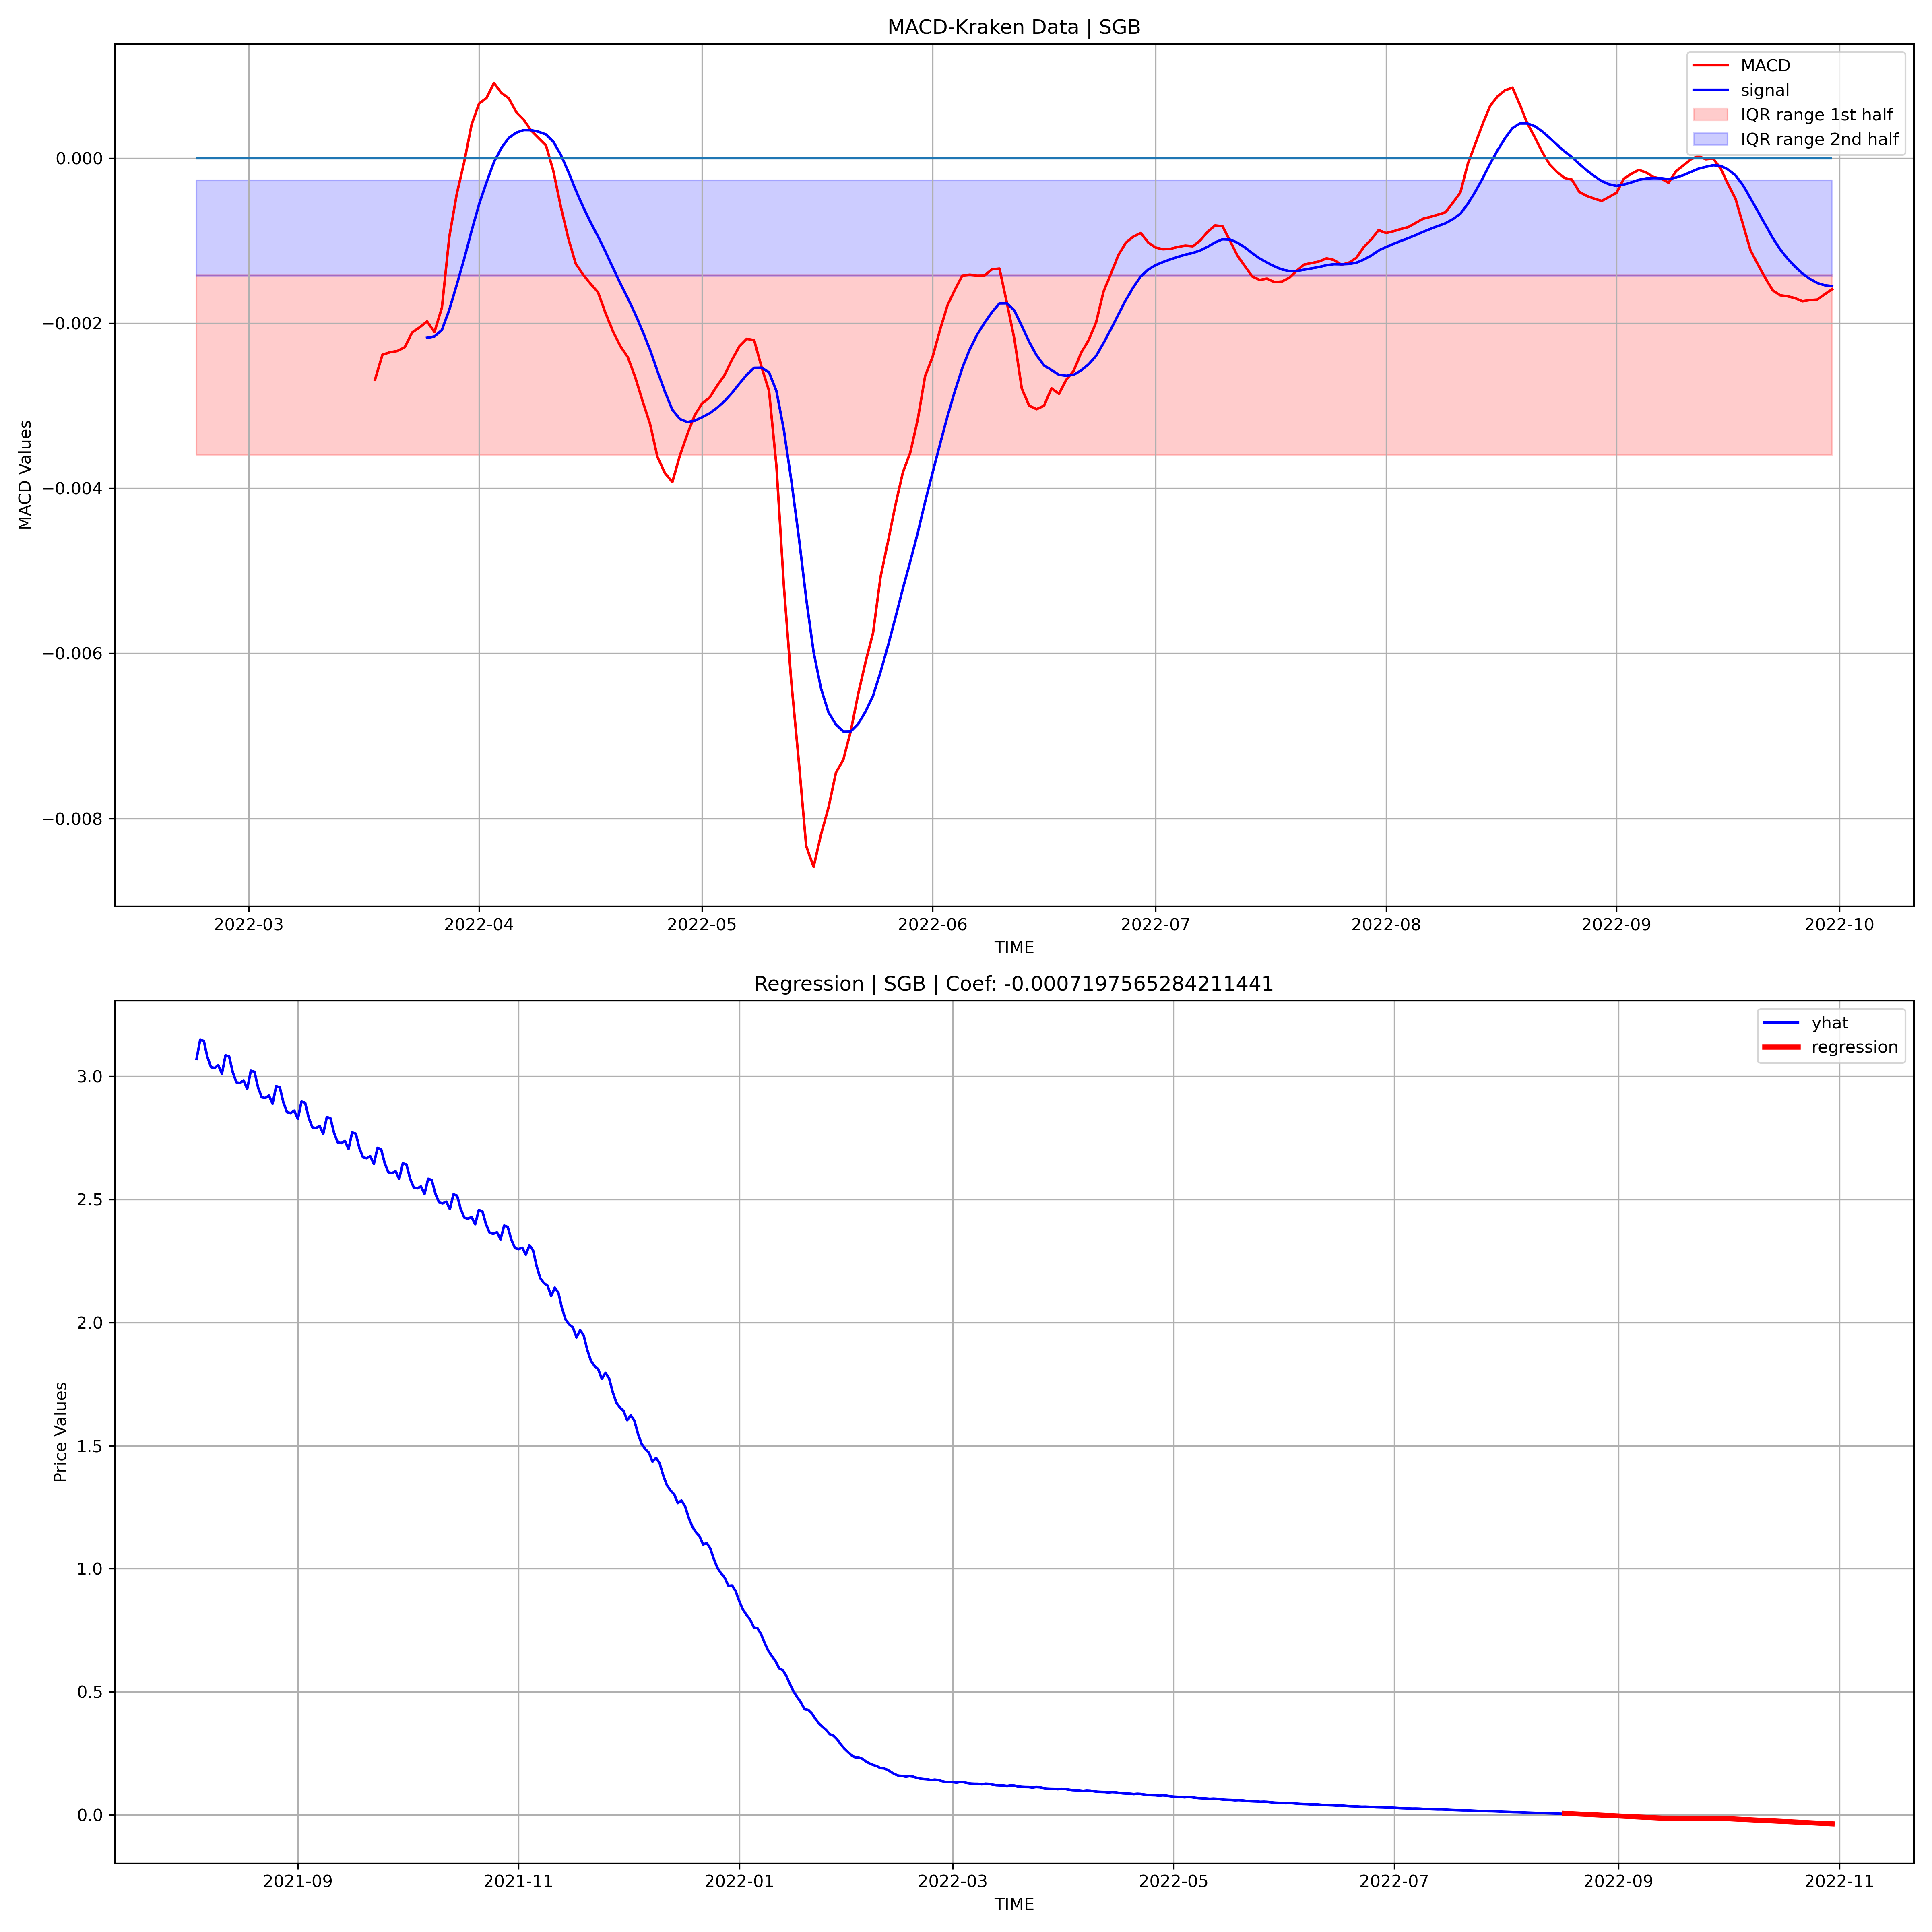 MACD-Kraken Data | SGB
MACD
signal
IQR range 1st half
IQR range 2nd half
0.000
−0.002
−0.004
−0.006
−0.008
MACD Values
2022-03 2022-04 2022-05 2022-06 2022-07 2022-08 2022-09 2022-10
TIME
Regression | SGB | Coef: -0.0007197565284211441
yhat
regression
3.0
2.5
2.0
1.5
1.0
0.5
0.0
Price Values
2021-09 2021-11 2022-01 2022-03 2022-05 2022-07 2022-09 2022-11
TIME